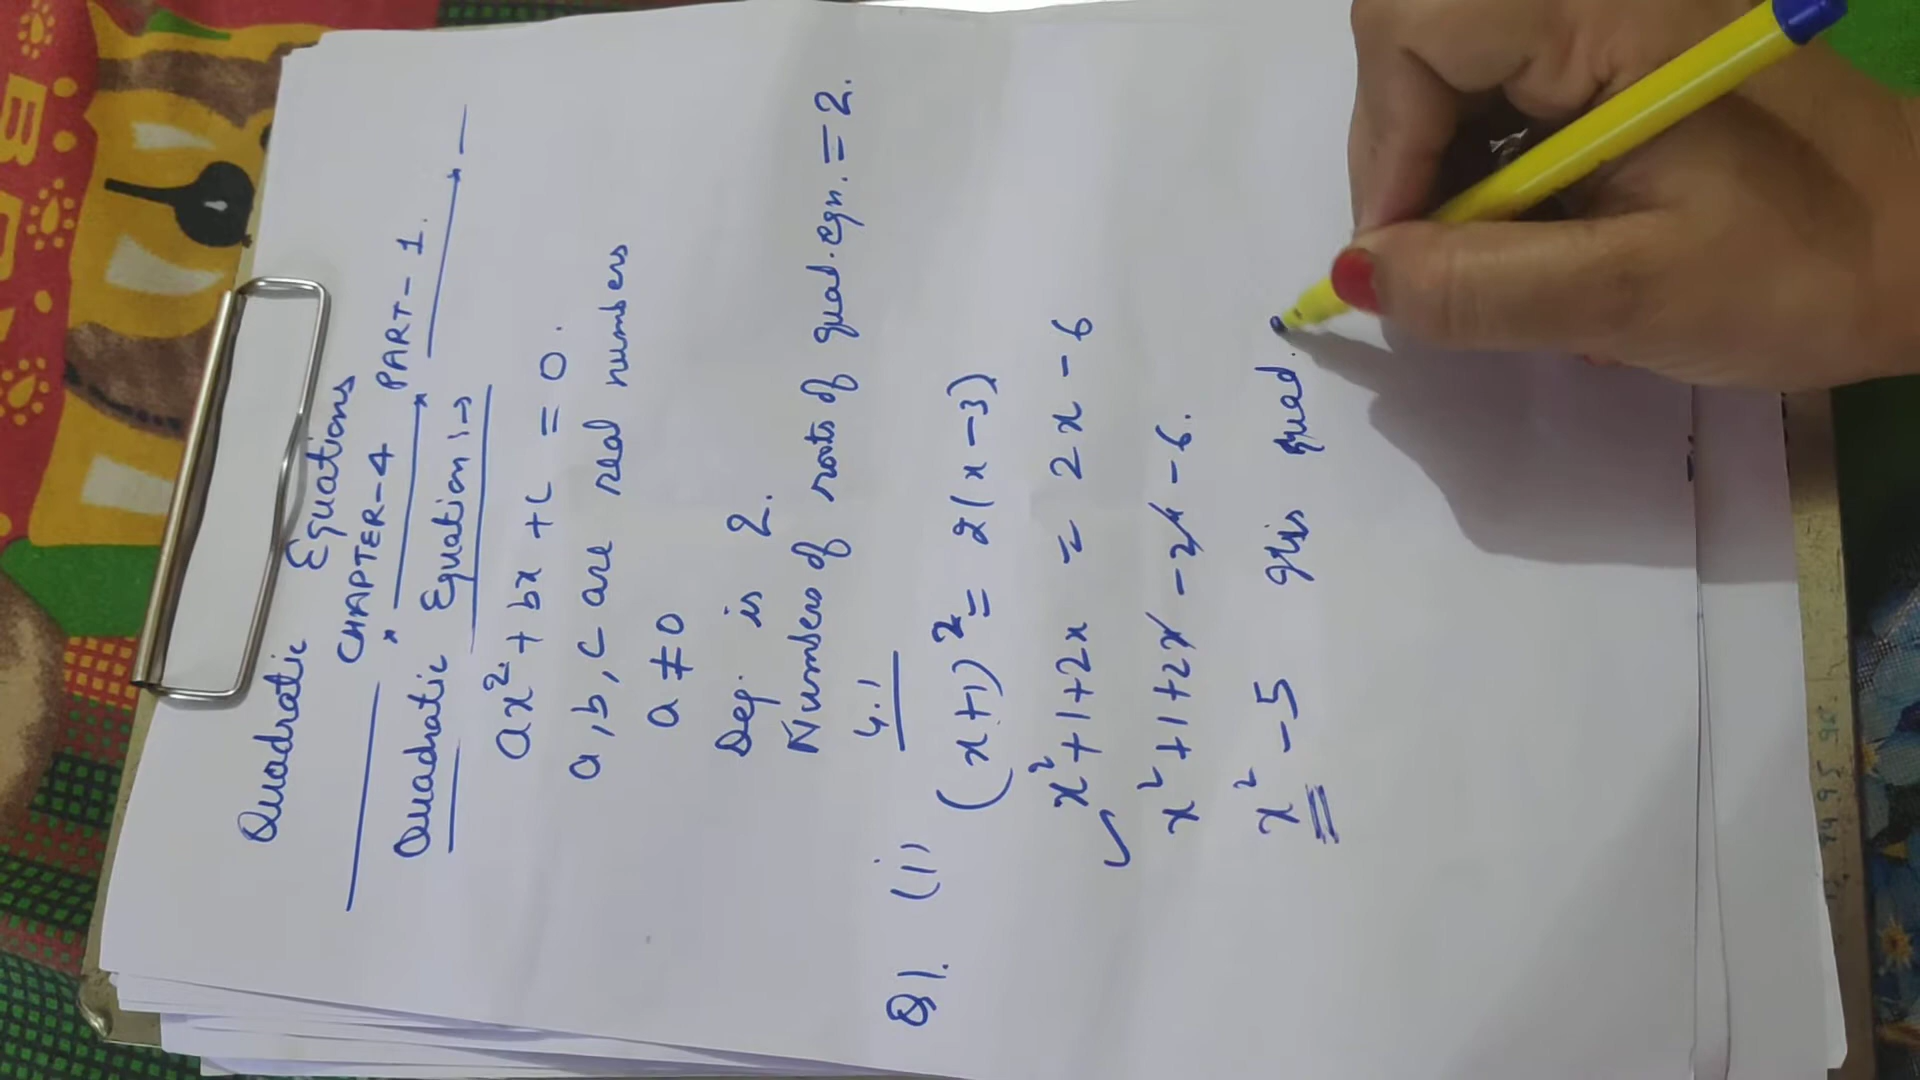 Quadratic Equations
CHAPTER-4 PART-1.
Quadratic Equation :→
ax² + bx + c = 0.
a, b, c are real numbers
a ≠ 0
Deg. is 2.
Numbers of roots of quad. eqn. = 2.
4.1
Q1. (i) (x+1)² = 2(x-3)
x²+1+2x = 2x-6
x²+1+2x-2x-6.
x²-5 is quad.